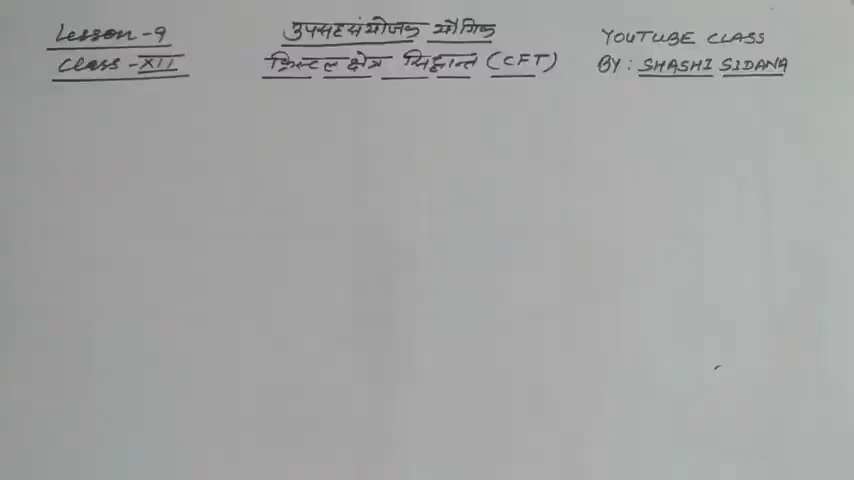 Lesson-9 उपसहसंयोजक यौगिक YOUTUBE CLASS
Class-XII क्रिस्टल क्षेत्र सिद्धान्त (CFT) BY: SHASHI SIDANA